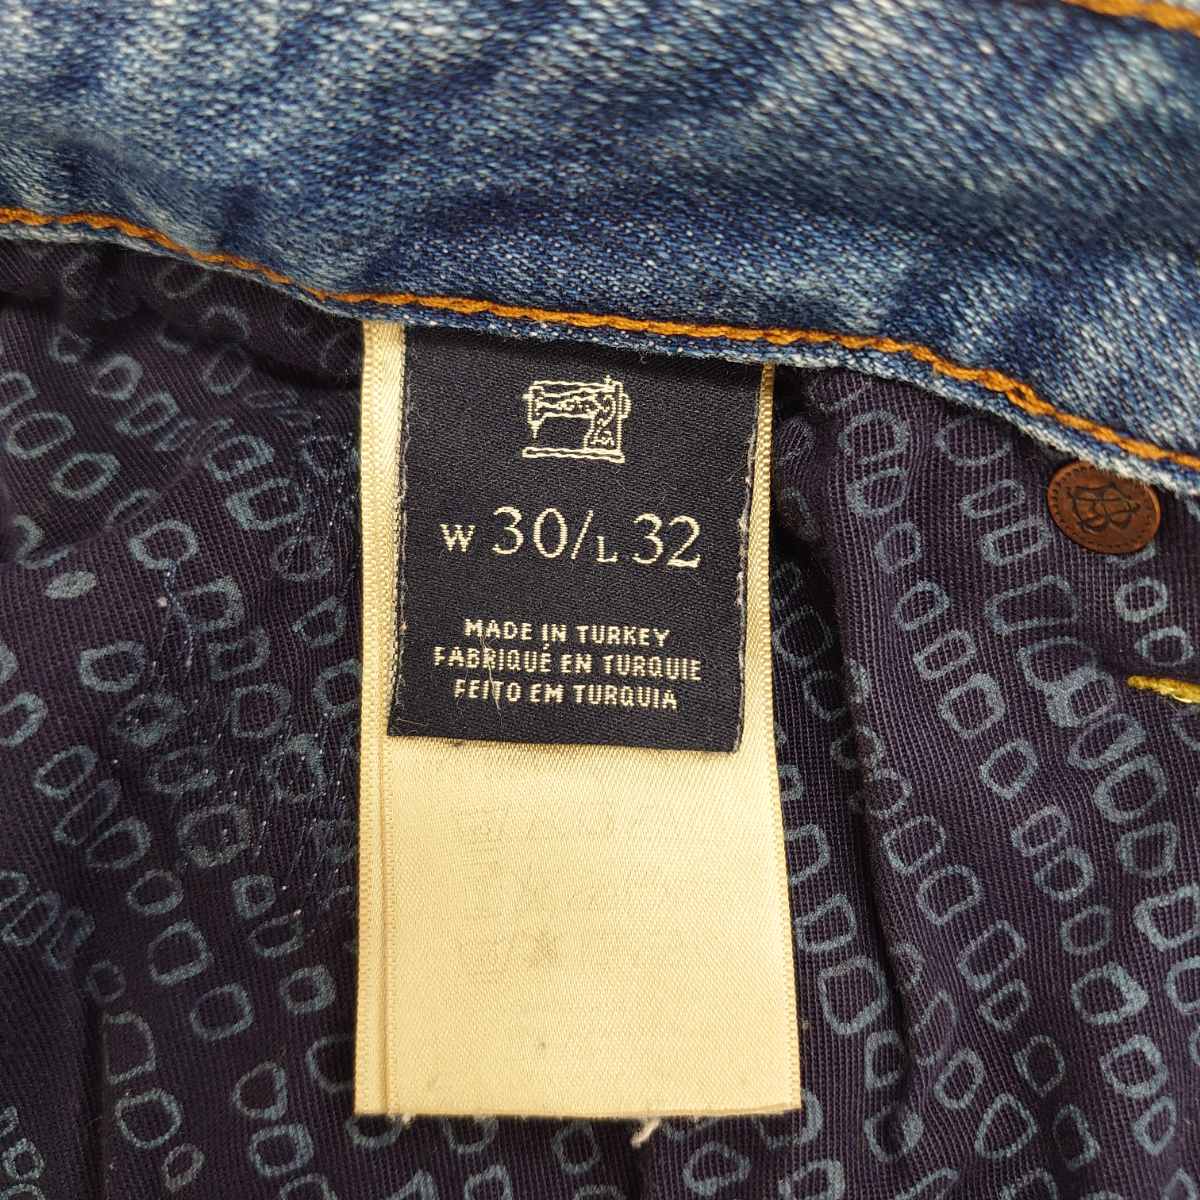 W 30/L 32
MADE IN TURKEY
FABRIQUÉ EN TURQUIE
FEITO EM TURQUIA